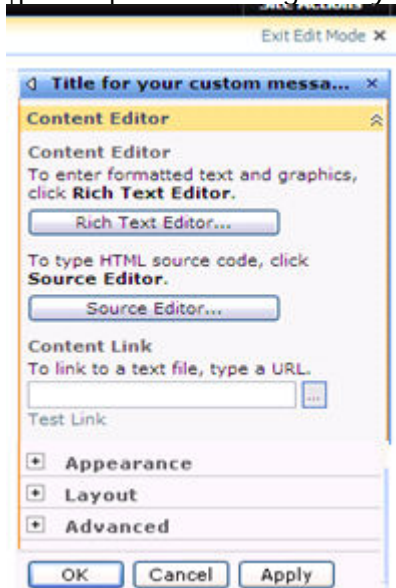 Site Actions
Exit Edit Mode ×
Title for your custom messa... ×
Content Editor
Content Editor
To enter formatted text and graphics,
click Rich Text Editor.
Rich Text Editor...
To type HTML source code, click
Source Editor.
Source Editor...
Content Link
To link to a text file, type a URL.
...
Test Link
+ Appearance
+ Layout
+ Advanced
OK Cancel Apply